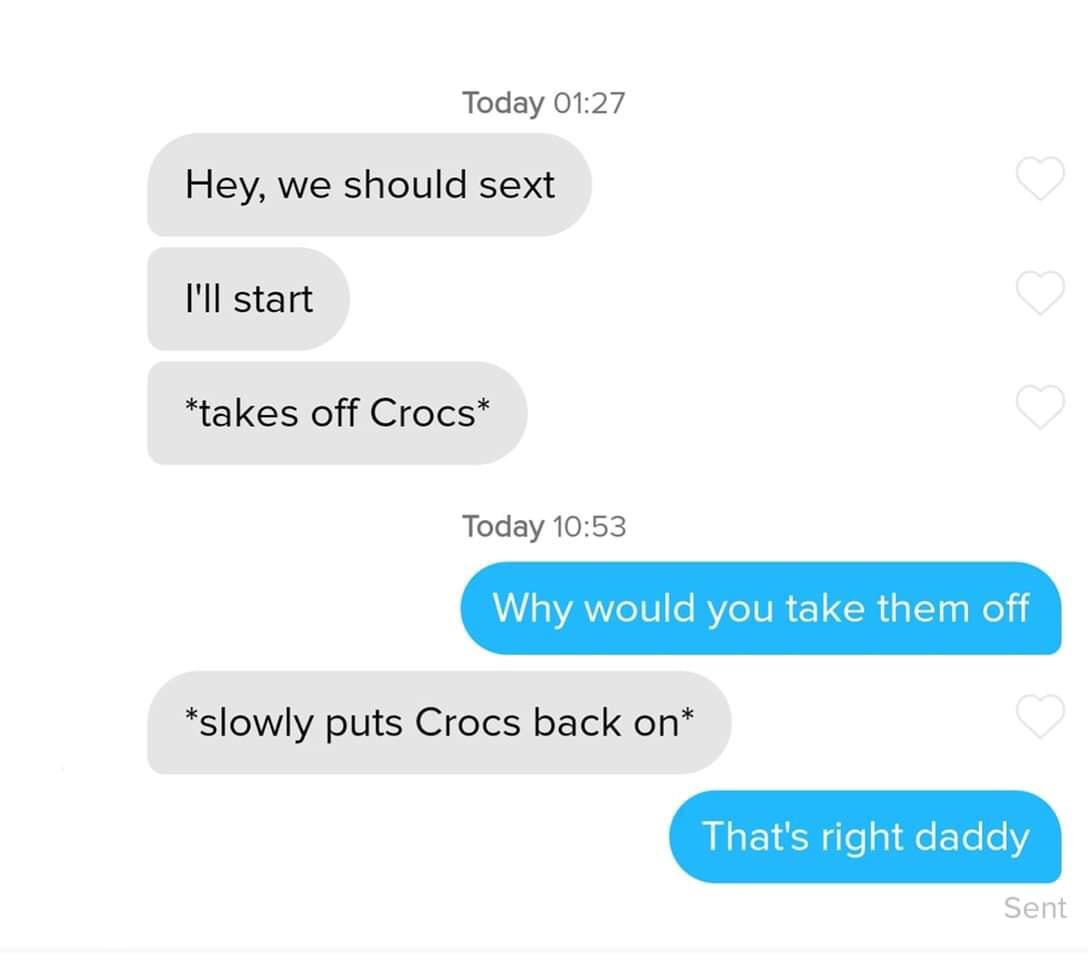 Today 01:27
Hey, we should sext
I'll start
*takes off Crocs*
Today 10:53
Why would you take them off
*slowly puts Crocs back on*
That's right daddy
Sent